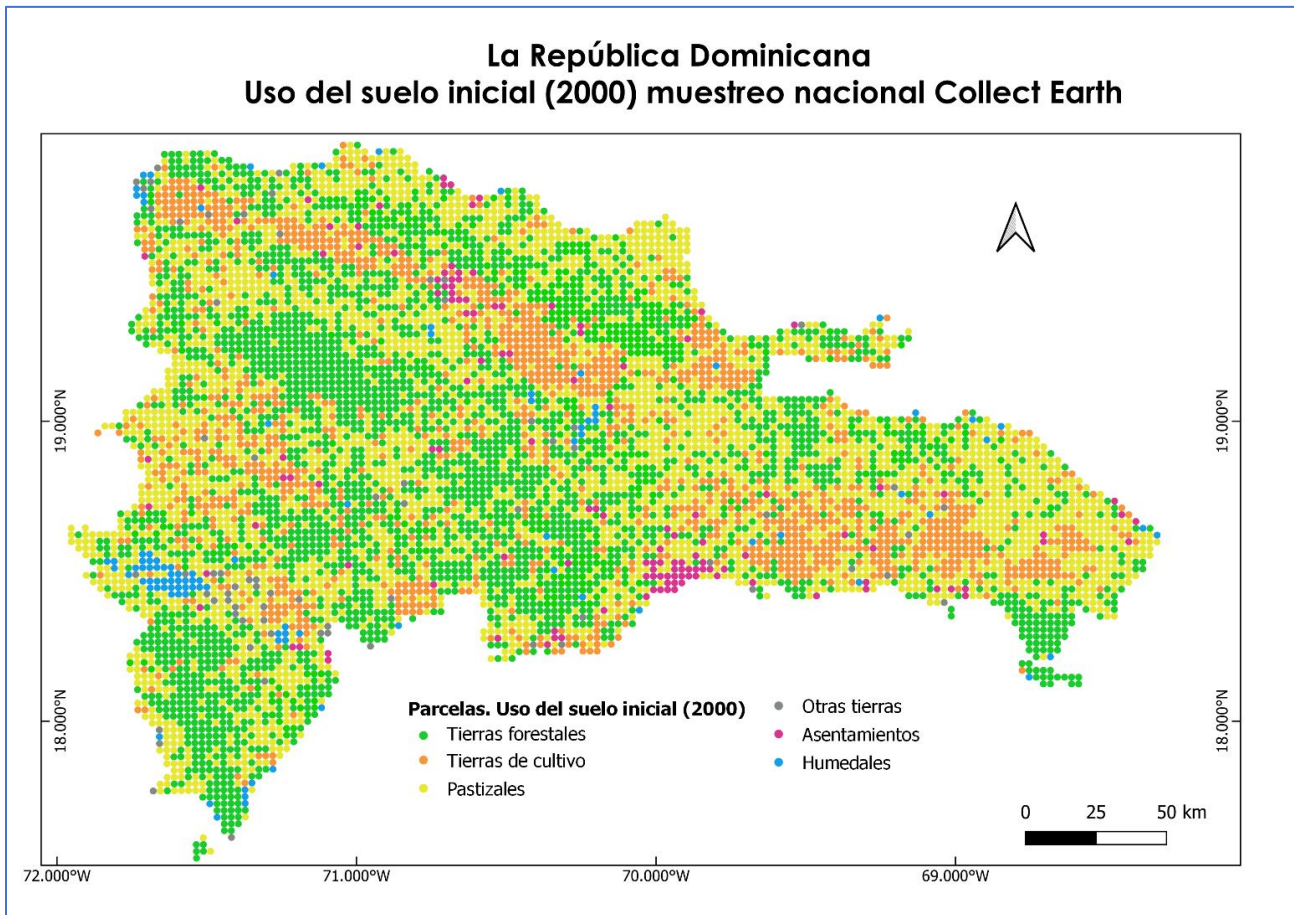 La República Dominicana
Uso del suelo inicial (2000) muestreo nacional Collect Earth
19.000°N
19.000°N
18.000°N
18.000°N
Parcelas. Uso del suelo inicial (2000)
Tierras forestales
Tierras de cultivo
Pastizales
Otras tierras
Asentamientos
Humedales
0 25 50 km
72.000°W 71.000°W 70.000°W 69.000°W